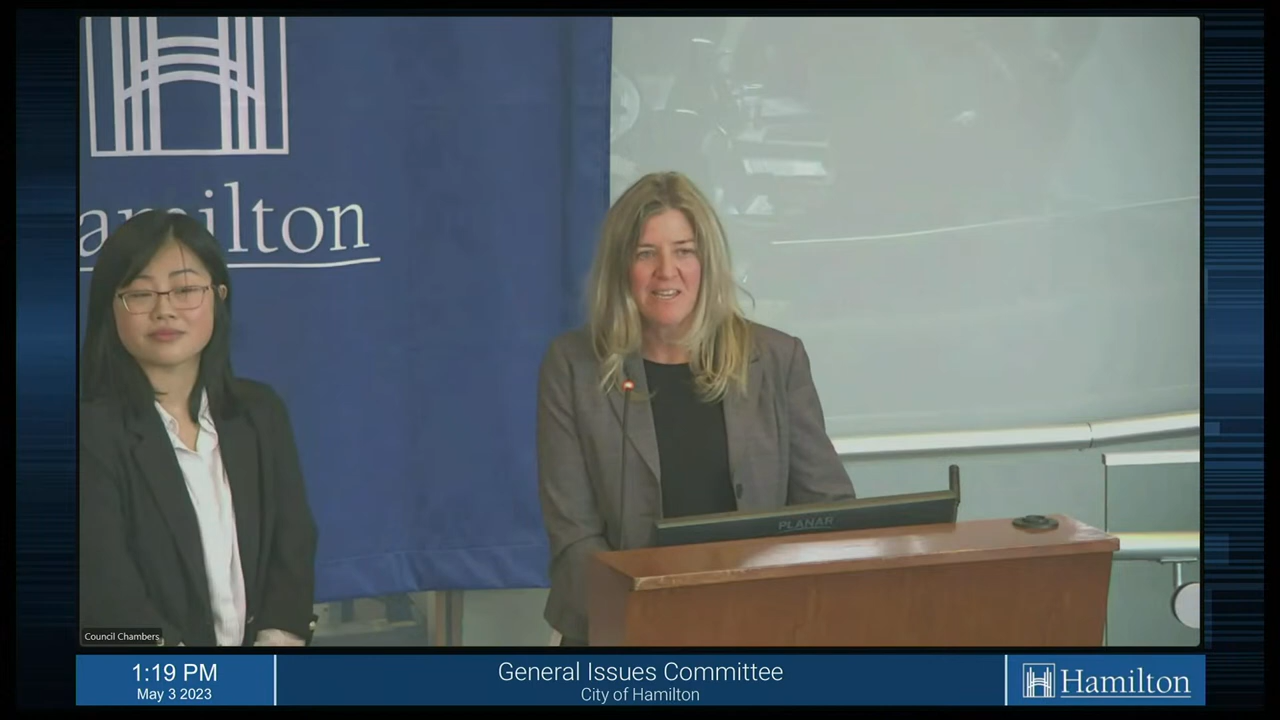 amilton
PLANAR
Council Chambers
1:19 PM
May 3 2023
General Issues Committee
City of Hamilton
Hamilton